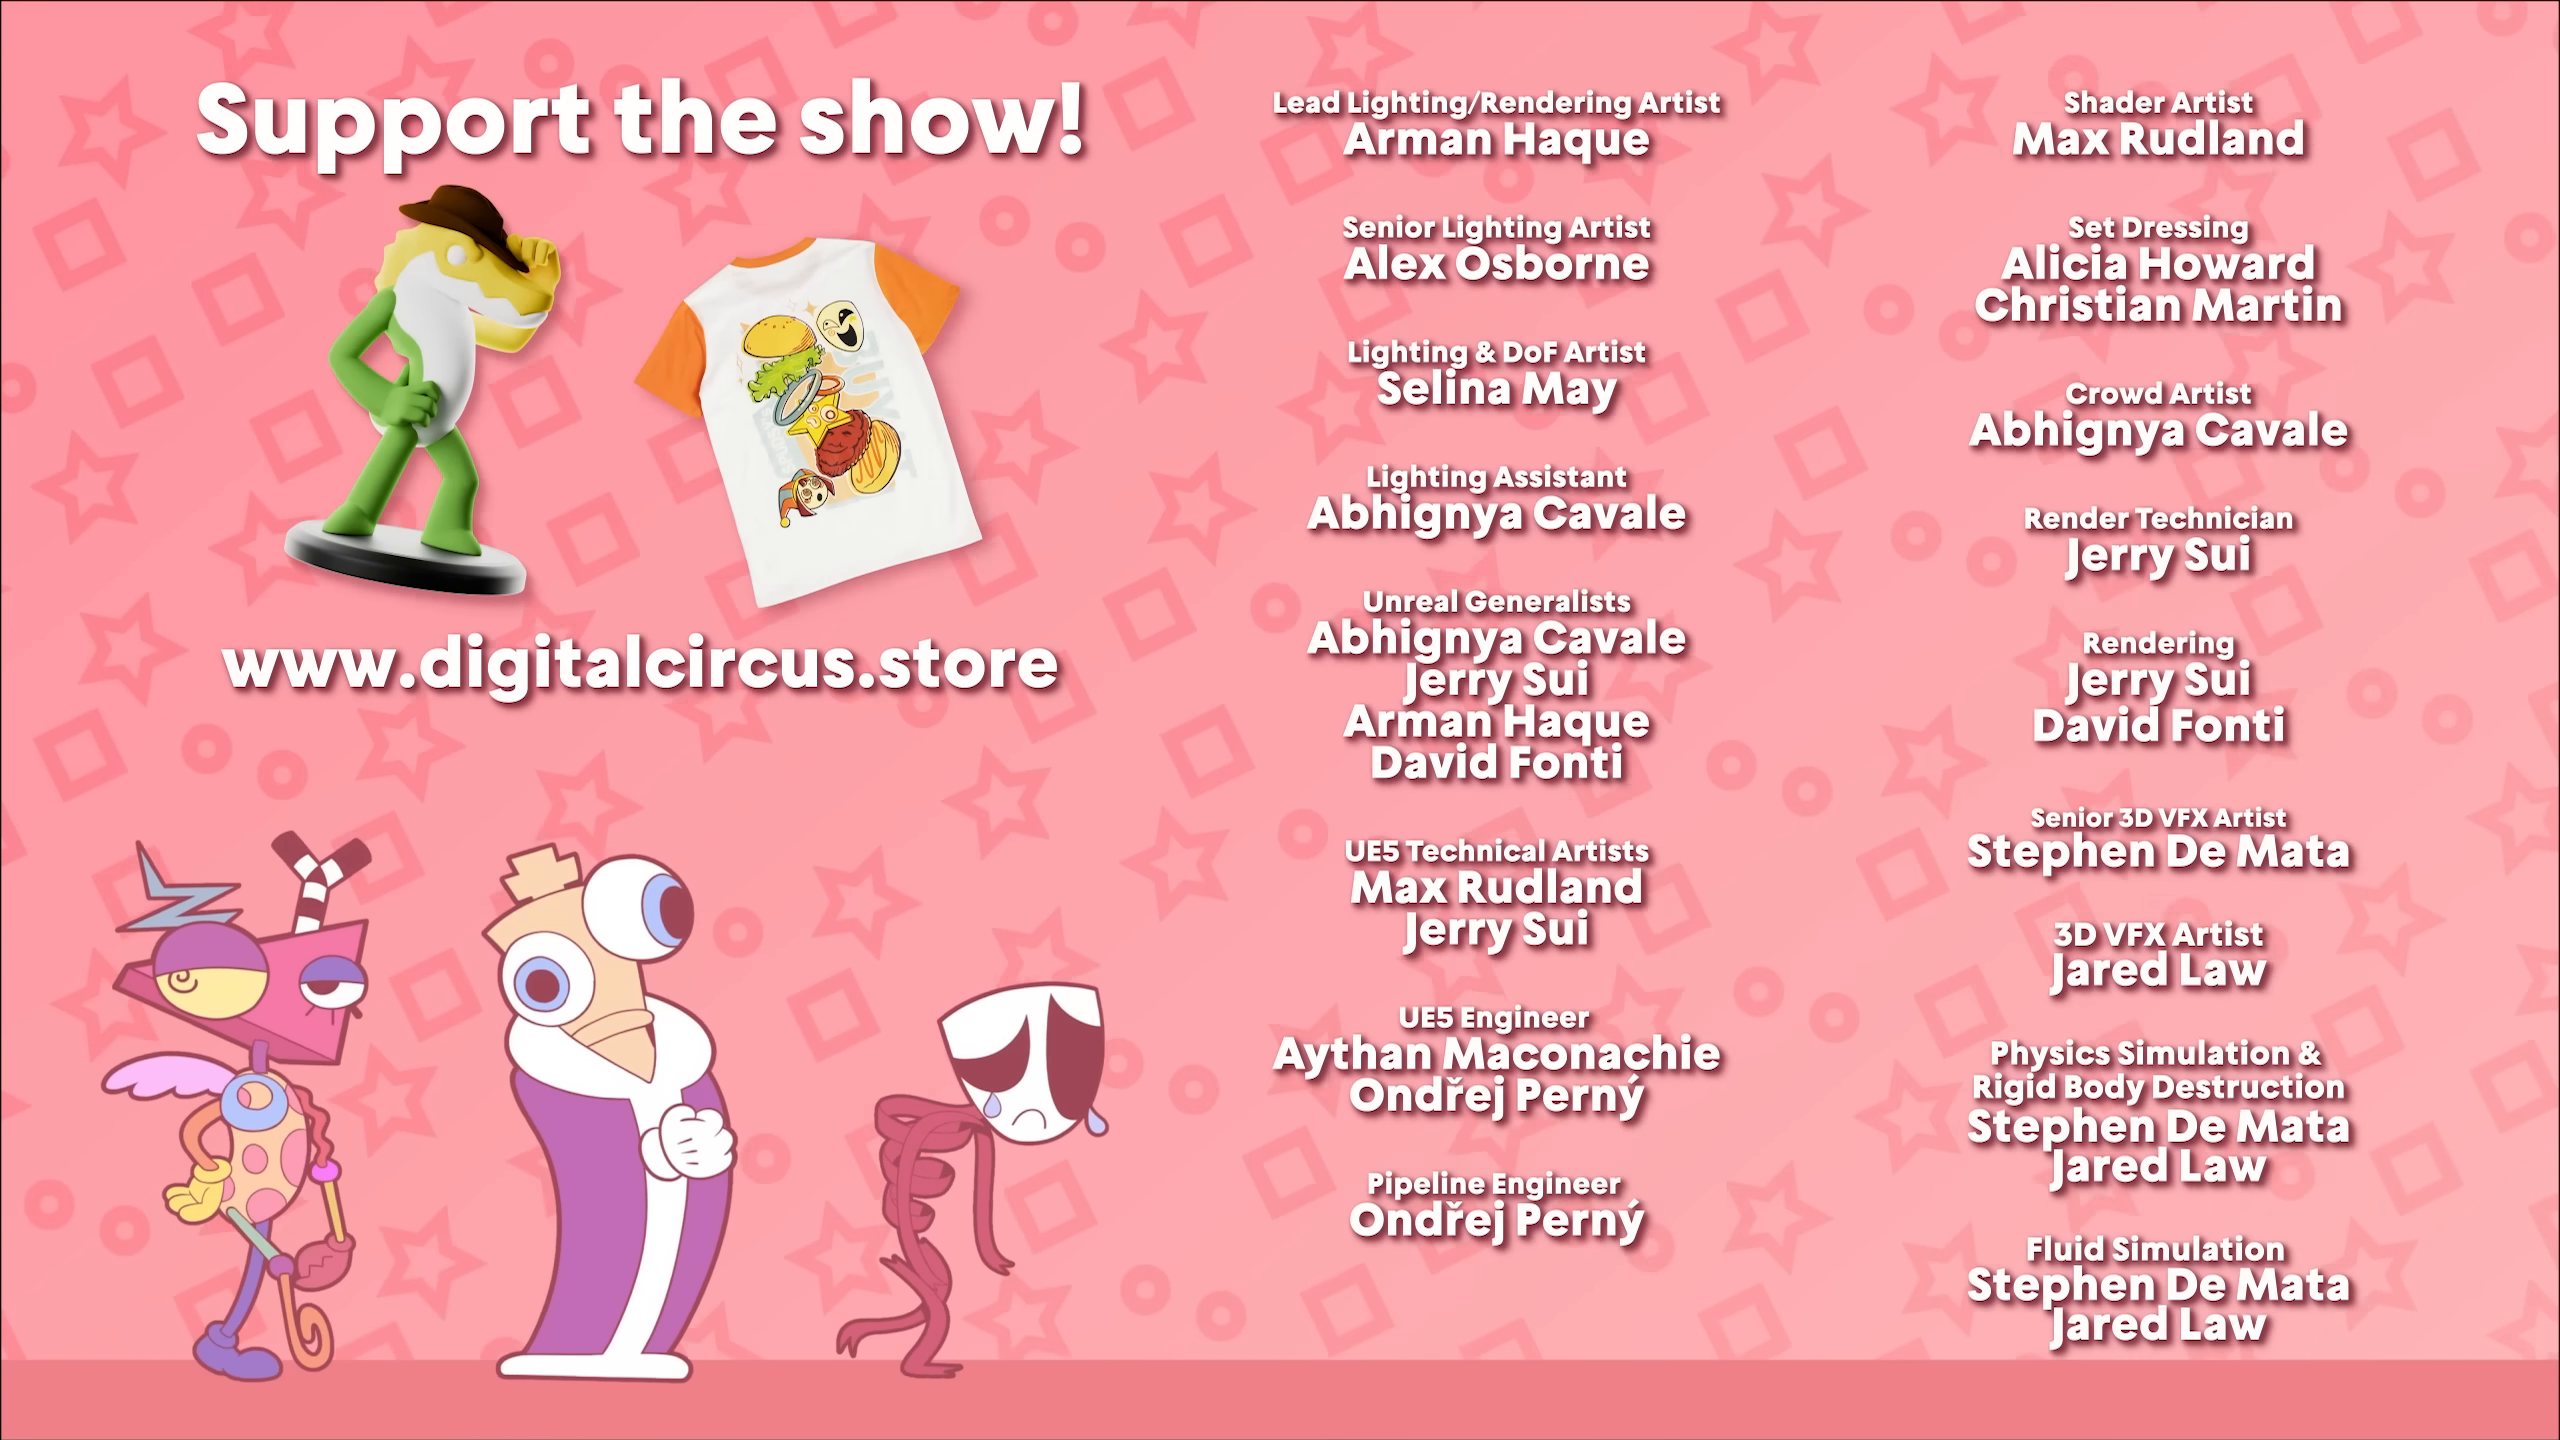 Support the show!
www.digitalcircus.store
Lead Lighting/Rendering Artist
Arman Haque
Senior Lighting Artist
Alex Osborne
Lighting & DoF Artist
Selina May
Lighting Assistant
Abhignya Cavale
Unreal Generalists
Abhignya Cavale
Jerry Sui
Arman Haque
David Fonti
UE5 Technical Artists
Max Rudland
Jerry Sui
UE5 Engineer
Aythan Maconachie
Ondřej Perný
Pipeline Engineer
Ondřej Perný
Shader Artist
Max Rudland
Set Dressing
Alicia Howard
Christian Martin
Crowd Artist
Abhignya Cavale
Render Technician
Jerry Sui
Rendering
Jerry Sui
David Fonti
Senior 3D VFX Artist
Stephen De Mata
3D VFX Artist
Jared Law
Physics Simulation &
Rigid Body Destruction
Stephen De Mata
Jared Law
Fluid Simulation
Stephen De Mata
Jared Law